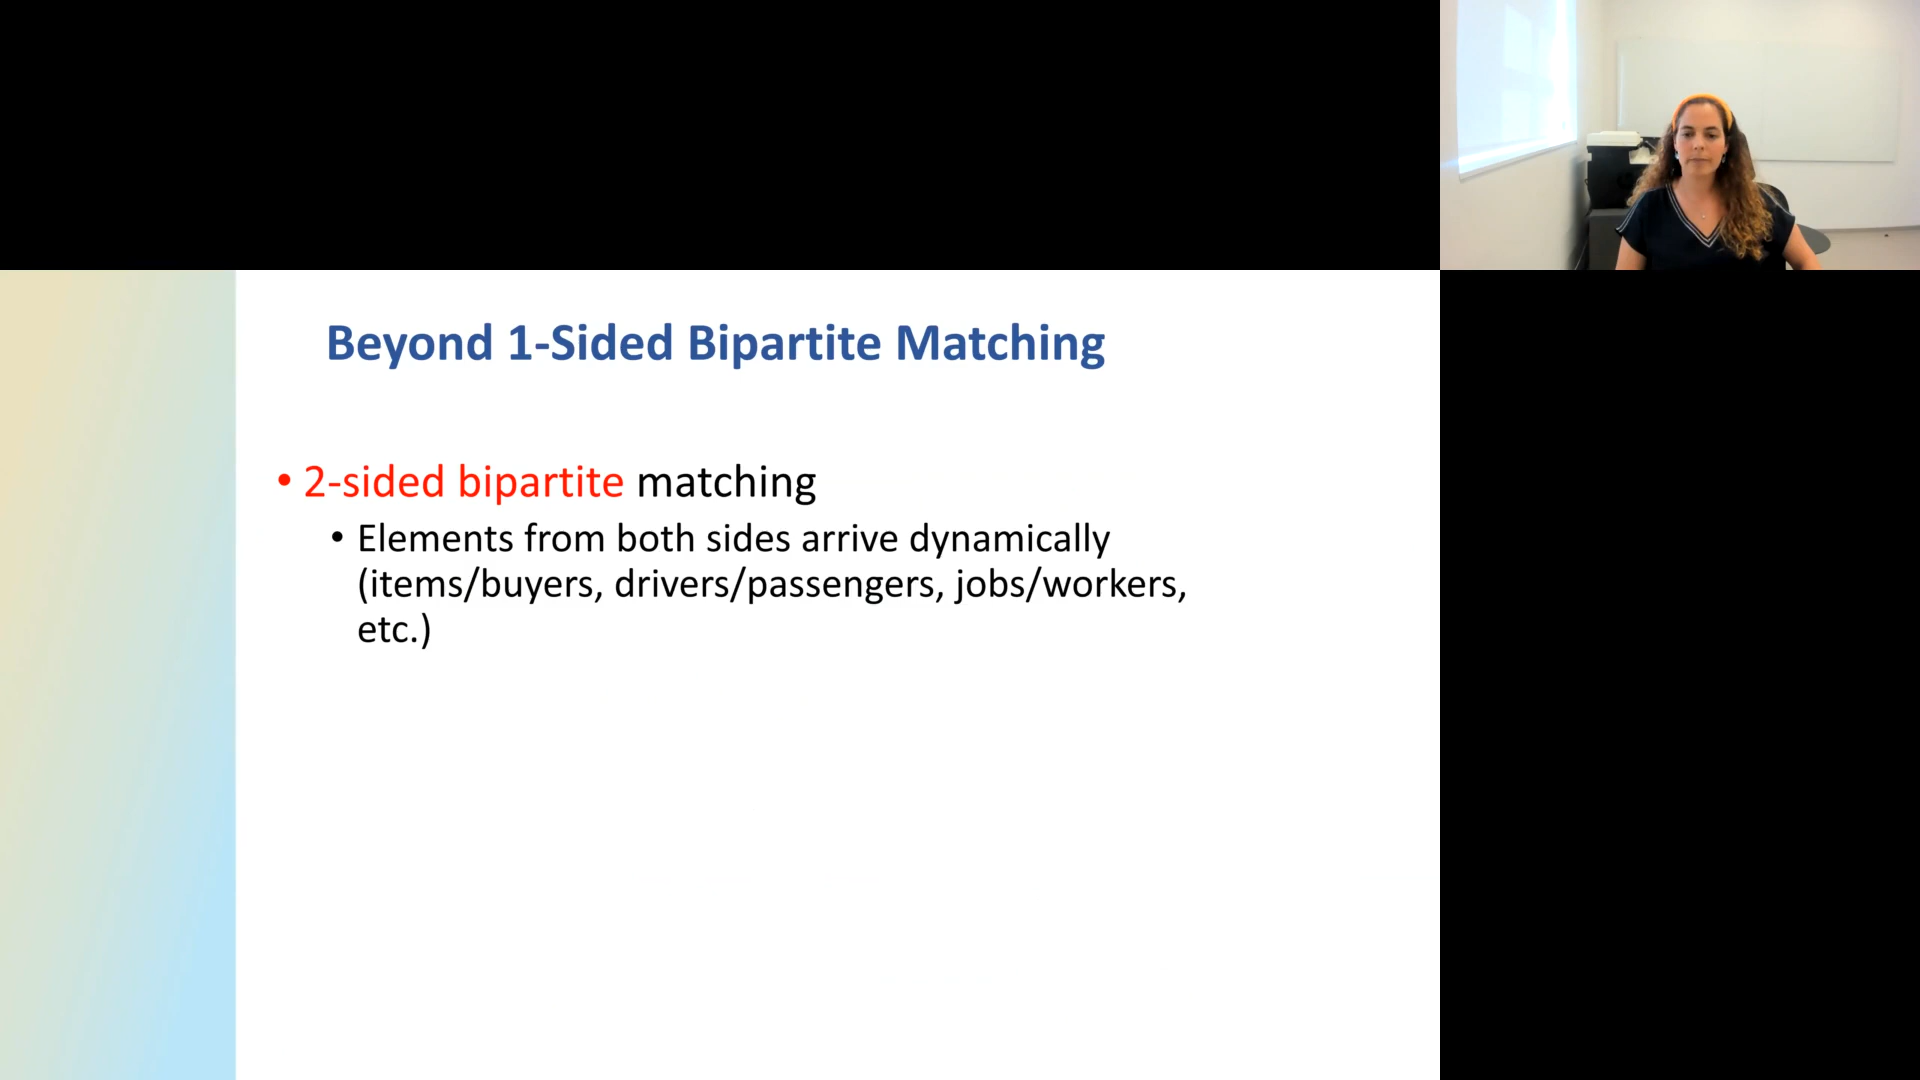 Beyond 1-Sided Bipartite Matching
• 2-sided bipartite matching
• Elements from both sides arrive dynamically
(items/buyers, drivers/passengers, jobs/workers,
etc.)